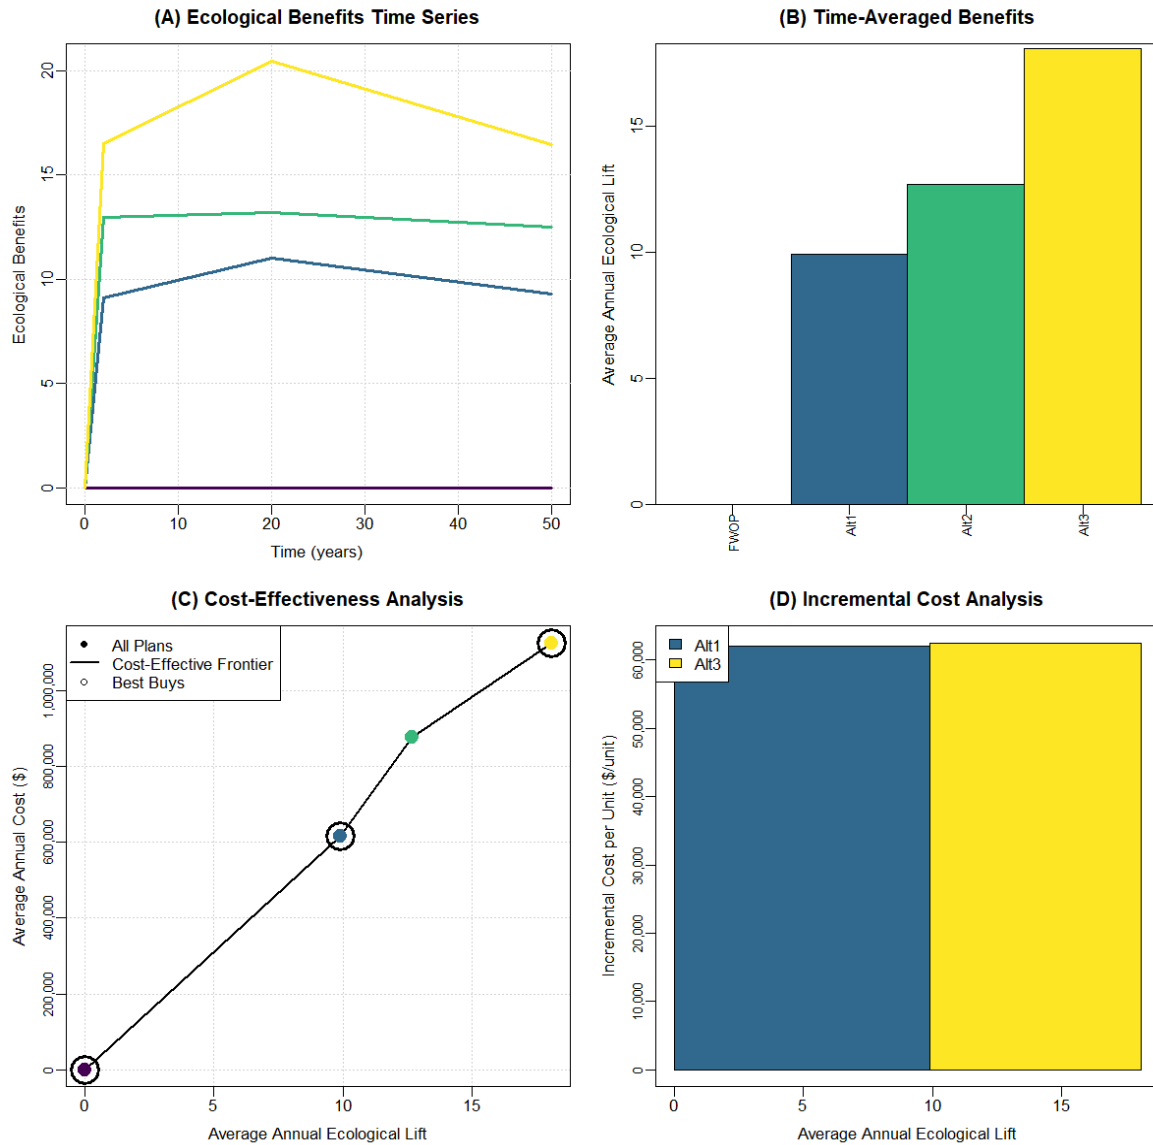 (A) Ecological Benefits Time Series
Ecological Benefits
20
15
10
5
0
0 10 20 30 40 50
Time (years)
(B) Time-Averaged Benefits
Average Annual Ecological Lift
15
10
5
0
FWOP Alt1 Alt2 Alt3
(C) Cost-Effectiveness Analysis
All Plans
Cost-Effective Frontier
Best Buys
Average Annual Cost ($)
1,000,000
800,000
600,000
400,000
200,000
0
0 5 10 15
Average Annual Ecological Lift
(D) Incremental Cost Analysis
Alt1
Alt3
Incremental Cost per Unit ($/unit)
60,000
50,000
40,000
30,000
20,000
10,000
0
0 5 10 15
Average Annual Ecological Lift